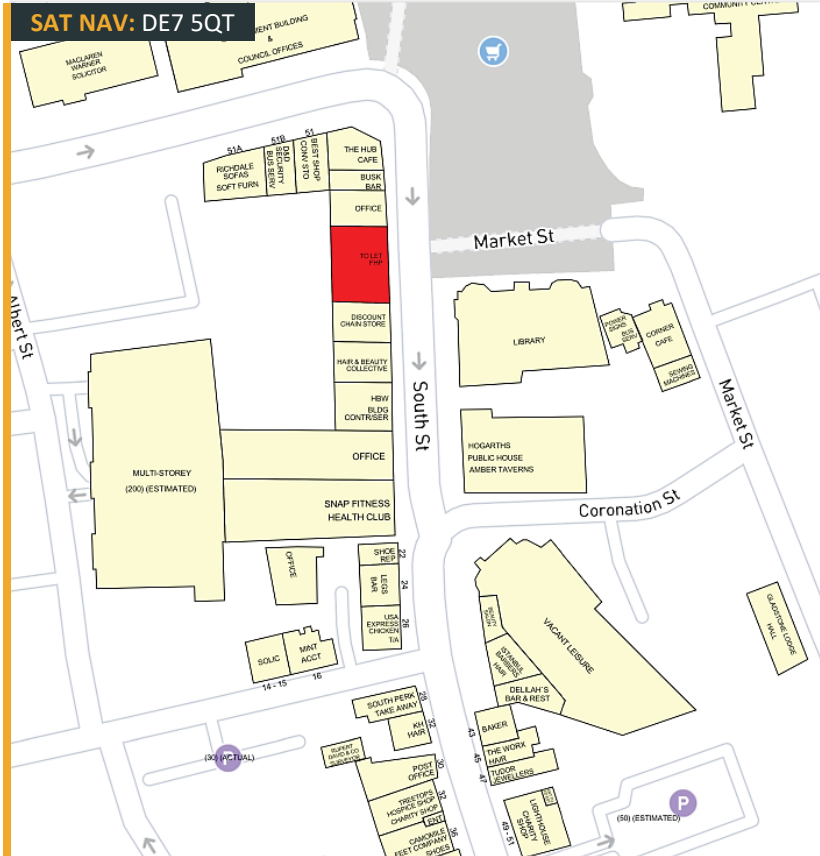 SAT NAV: DE7 5QT
MACLAREN
WARNER
SOLICITOR
MENT BUILDING
&
COUNCIL OFFICES
COMMUNITY CENTR
51A
51B
51
RICHDALE
SOFAS
SOFT FURN
D&D
SECURITY
BUS SERV
BEST SHOP
CONV STO
THE HUB
CAFE
BUSK
BAR
OFFICE
TO LET
FHP
Market St
DISCOUNT
CHAIN STORE
HAIR & BEAUTY
COLLECTIVE
HBW
BLDG
CONTR/SER
Albert St
South St
LIBRARY
POWER
SIGNS
BUS
SERV
CORNER
CAFE
SEWING
MACHINES
Market St
MULTI-STOREY
(200) (ESTIMATED)
OFFICE
SNAP FITNESS
HEALTH CLUB
HOGARTHS
PUBLIC HOUSE
AMBER TAVERNS
Coronation St
OFFICE
SHOE
REP
22
LEGS
BAR
24
USA
EXPRESS
CHICKEN
T/A
26
SOLIC
MINT
ACCT
14 - 15
16
BEAUTY
SALON
ISTANBUL
BARBERS
HAIR
VACANT LEISURE
DELILAH'S
BAR & REST
GLADSTONE LODGE
HALL
SOUTH PERK
TAKE AWAY
28
KH
HAIR
32
BAKER
43
THE WORX
HAIR
45
TUDOR
JEWELLERS
47
RUPERT
DAVID & CO
SURVEYOR
(30) (ACTUAL)
P
POST
OFFICE
30
TREETOPS
HOSPICE SHOP
CHARITY SHOP
32
ENT
CAMOMILE
FEET COMPANY
SHOES
36
LIGHTHOUSE
CHARITY
SHOP
49 - 51
(50) (ESTIMATED)
P